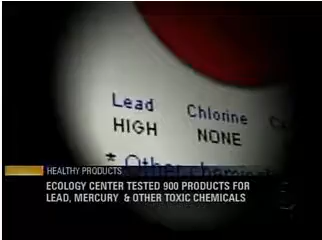 Lead Chlorine
HIGH NONE
* Other
HEALTHY PRODUCTS
ECOLOGY CENTER TESTED 900 PRODUCTS FOR
LEAD, MERCURY & OTHER TOXIC CHEMICALS